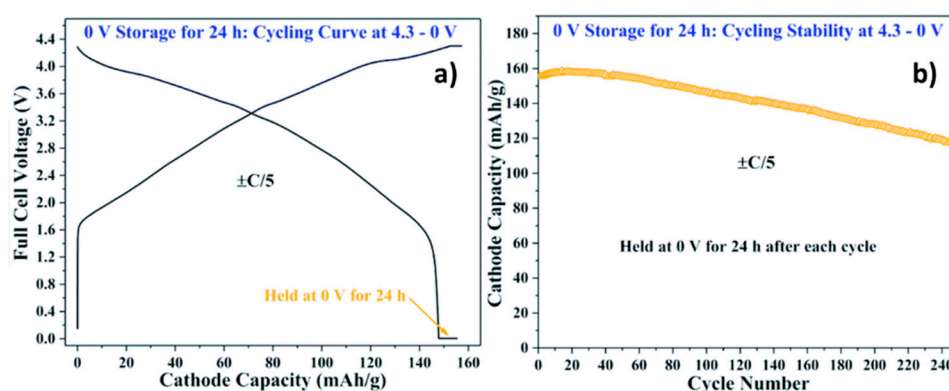 0 V Storage for 24 h: Cycling Curve at 4.3 - 0 V
a)
4.4
4.0
3.6
3.2
2.8
2.4
2.0
1.6
1.2
0.8
0.4
0.0
Full Cell Voltage (V)
±C/5
Held at 0 V for 24 h
0 20 40 60 80 100 120 140 160
Cathode Capacity (mAh/g)
0 V Storage for 24 h: Cycling Stability at 4.3 - 0 V
b)
180
160
140
120
100
80
60
40
20
0
Cathode Capacity (mAh/g)
±C/5
Held at 0 V for 24 h after each cycle
0 20 40 60 80 100 120 140 160 180 200 220 240
Cycle Number